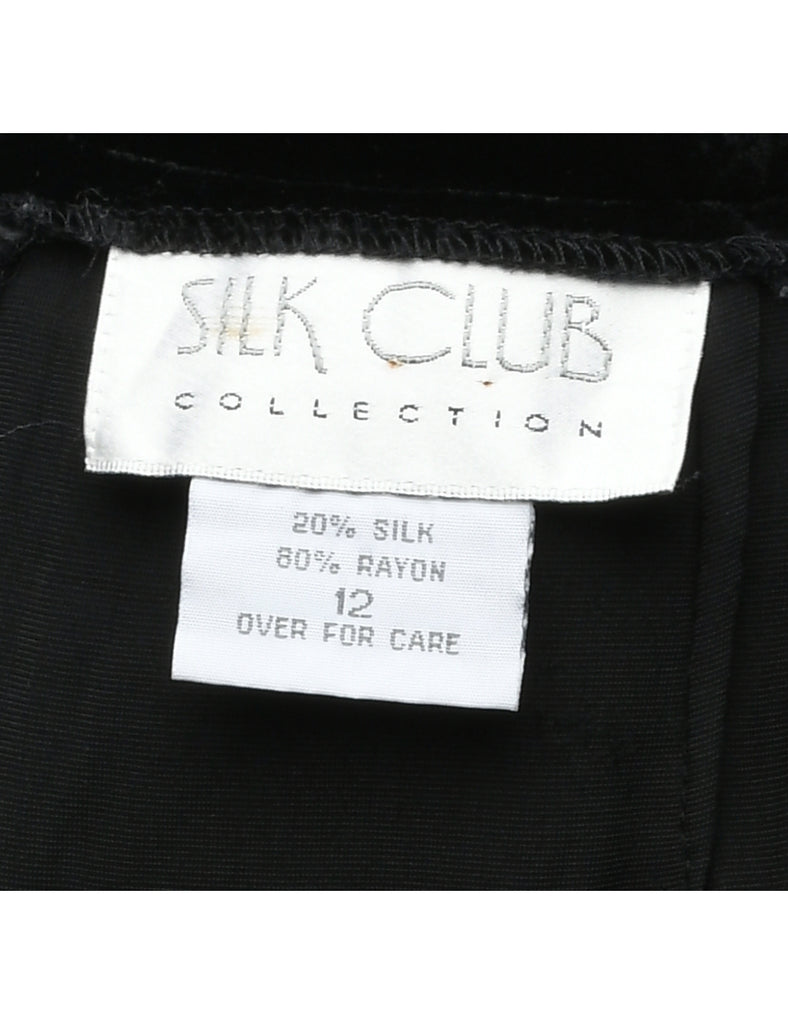 SILK CLUB
COLLECTION
20% SILK
80% RAYON
12
OVER FOR CARE